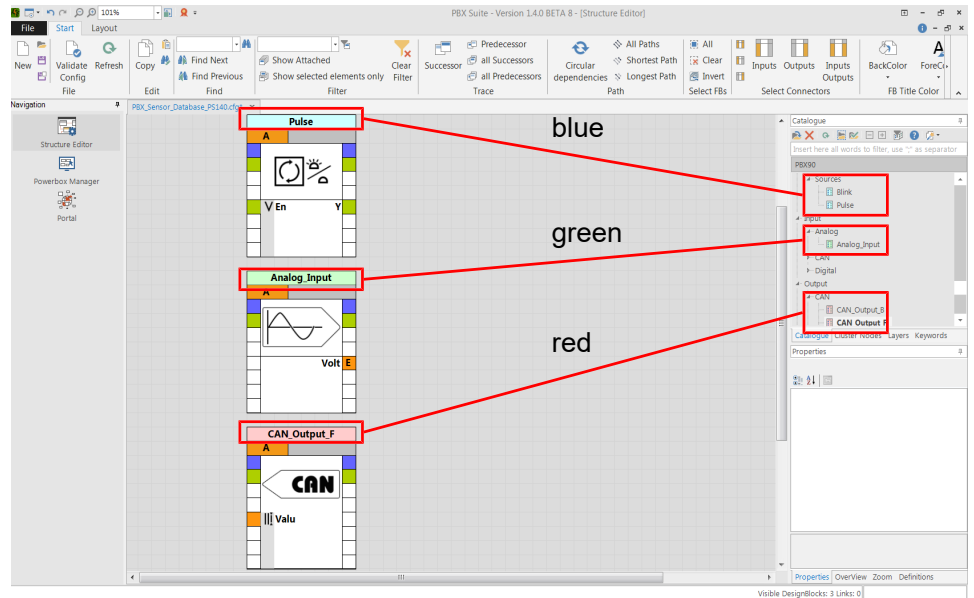 101%
PBX Suite - Version 1.4.0 BETA 8 - [Structure Editor]
File Start Layout
New
Validate Config
Refresh
File
Copy
Edit
Find Next
Find Previous
Find
Show Attached
Show selected elements only
Clear Filter
Filter
Successor
Predecessor
all Successors
all Predecessors
Trace
Circular dependencies
All Paths
Shortest Path
Longest Path
Path
All
Clear
Invert
Select FBs
Inputs
Outputs
Inputs Outputs
Select Connectors
BackColor
FB Title Color
Navigation
Structure Editor
Powerbox Manager
Portal
Pulse
A
V En Y
Analog_Input
A
Volt E
CAN_Output_F
A
CAN
Valu
blue
green
red
Catalogue
Insert here all words to filter, use ";" as separator
PBX90
Sources
Blink
Pulse
Input
Analog
Analog_Input
CAN
Digital
Output
CAN
CAN_Output_B
CAN Output F
Catalogue Cluster Nodes Layers Keywords
Properties
Properties OverView Zoom Definitions
Visible DesignBlocks: 3 Links: 0